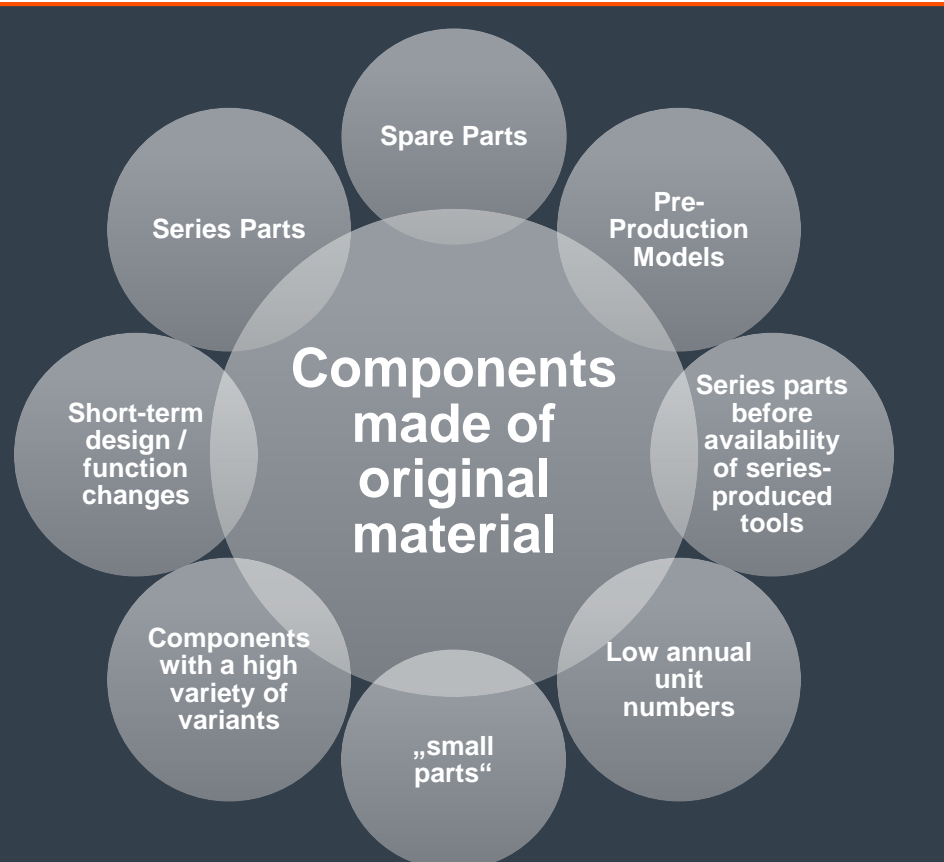 Spare Parts
Pre-
Production
Models
Series Parts
Components
made of
original
material
Series parts
before
availability
of series-
produced
tools
Short-term
design /
function
changes
Components
with a high
variety of
variants
Low annual
unit
numbers
„small
parts“